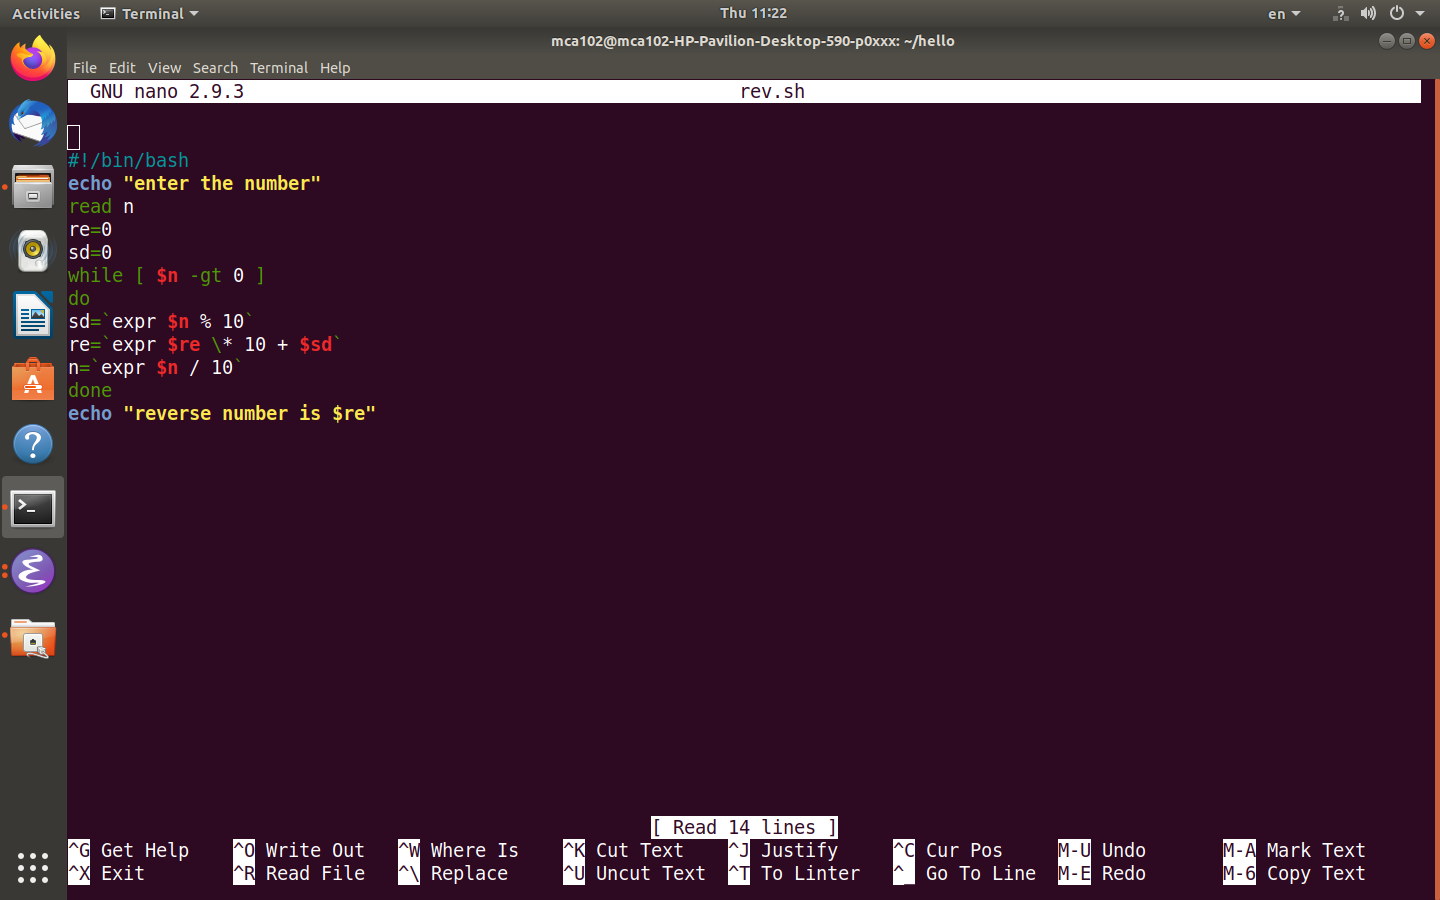 Activities Terminal Thu 11:22 en
mca102@mca102-HP-Pavilion-Desktop-590-p0xxx: ~/hello
File Edit View Search Terminal Help
GNU nano 2.9.3 rev.sh
#!/bin/bash
echo "enter the number"
read n
re=0
sd=0
while [ $n -gt 0 ]
do
sd=`expr $n % 10`
re=`expr $re \* 10 + $sd`
n=`expr $n / 10`
done
echo "reverse number is $re"
[ Read 14 lines ]
^G Get Help ^O Write Out ^W Where Is ^K Cut Text ^J Justify ^C Cur Pos M-U Undo M-A Mark Text
^X Exit ^R Read File ^\ Replace ^U Uncut Text ^T To Linter ^_ Go To Line M-E Redo M-6 Copy Text